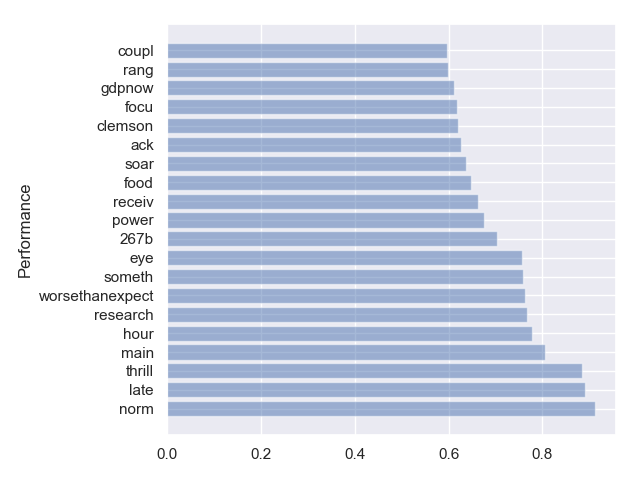 Performance
coupl
rang
gdpnow
focu
clemson
ack
soar
food
receiv
power
267b
eye
someth
worsethanexpect
research
hour
main
thrill
late
norm
0.0 0.2 0.4 0.6 0.8